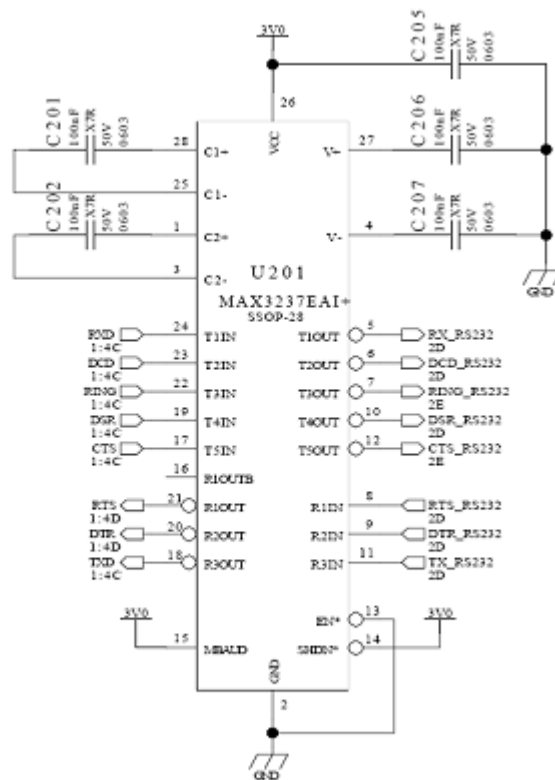 3V0
C205
100nF
X7R
50V
0603
26
VCC
C201
100nF
X7R
50V
0603
28
C1+
V+
27
C206
100nF
X7R
50V
0603
25
C1-
C202
100nF
X7R
50V
0603
1
C2+
V-
4
C207
100nF
X7R
50V
0603
3
C2-
GND
U201
MAX3237EAI+
SSOP-28
RXD
1:4C
24
T1IN
T1OUT
5
RX_RS232
2D
DCD
1:4C
23
T2IN
T2OUT
6
DCD_RS232
2D
RING
1:4C
22
T3IN
T3OUT
7
RING_RS232
2E
DSR
1:4C
19
T4IN
T4OUT
10
DSR_RS232
2D
CTS
1:4C
17
T5IN
T5OUT
12
CTS_RS232
2E
16
R1OUTB
RTS
1:4D
21
R1OUT
R1IN
8
RTS_RS232
2D
DTR
1:4D
20
R2OUT
R2IN
9
DTR_RS232
2D
TXD
1:4C
18
R3OUT
R3IN
11
TX_RS232
2D
3V0
EN*
13
3V0
15
MBAUD
SHDN*
14
GND
2
GND